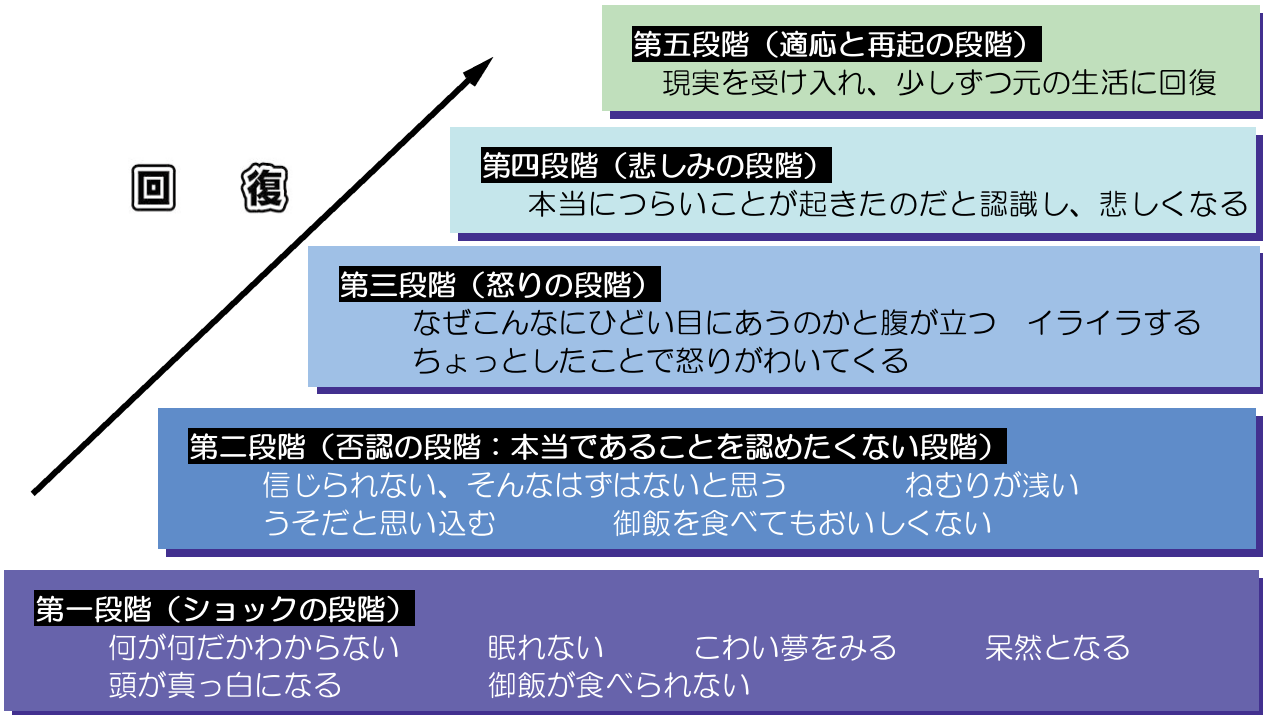 第五段階（適応と再起の段階）
現実を受け入れ、少しずつ元の生活に回復
回　復
第四段階（悲しみの段階）
本当につらいことが起きたのだと認識し、悲しくなる
第三段階（怒りの段階）
なぜこんなにひどい目にあうのかと腹が立つ　イライラする
ちょっとしたことで怒りがわいてくる
第二段階（否認の段階：本当であることを認めたくない段階）
信じられない、そんなはずはないと思う　　　　ねむりが浅い
うそだと思い込む　　　　御飯を食べてもおいしくない
第一段階（ショックの段階）
何が何だかわからない　　　眠れない　　　こわい夢をみる　　　呆然となる
頭が真っ白になる　　　　　御飯が食べられない